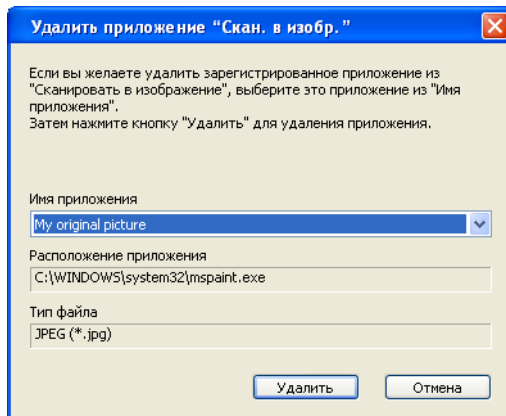 Удалить приложение “Скан. в изобр.”
Если вы желаете удалить зарегистрированное приложение из
"Сканировать в изображение", выберите это приложение из "Имя
приложения".
Затем нажмите кнопку "Удалить" для удаления приложения.
Имя приложения
My original picture
Расположение приложения
C:\WINDOWS\system32\mspaint.exe
Тип файла
JPEG (*.jpg)
Удалить
Отмена